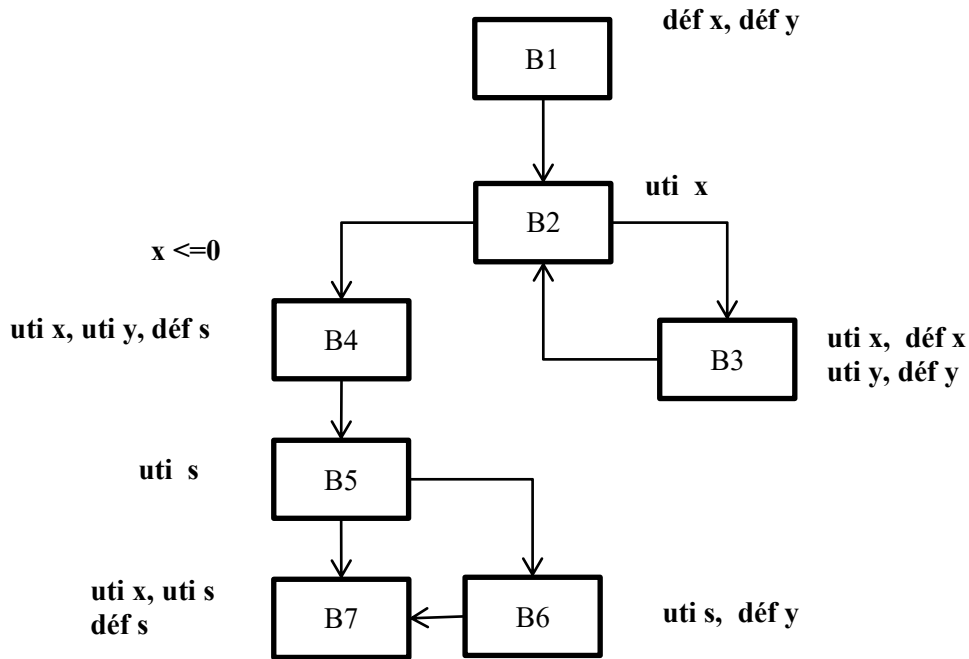 déf x, déf y
B1
uti x
B2
x <=0
uti x, uti y, déf s
B4
B3
uti x, déf x
uti y, déf y
uti s
B5
uti x, uti s
déf s
B7
B6
uti s, déf y